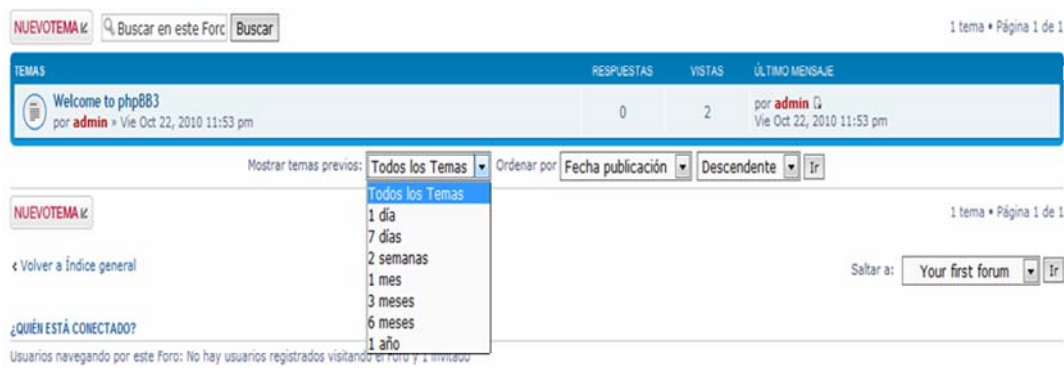 NUEVOTEMA Buscar en este Foro Buscar 1 tema • Página 1 de 1
TEMAS RESPUESTAS VISTAS ÚLTIMO MENSAJE
Welcome to phpBB3
por admin » Vie Oct 22, 2010 11:53 pm
0 2
por admin
Vie Oct 22, 2010 11:53 pm
Mostrar temas previos: Todos los Temas Ordenar por Fecha publicación Descendente Ir
Todos los Temas
1 día
7 días
2 semanas
1 mes
3 meses
6 meses
1 año
NUEVOTEMA 1 tema • Página 1 de 1
‹ Volver a Índice general Saltar a: Your first forum Ir
¿QUIÉN ESTÁ CONECTADO?
Usuarios navegando por este Foro: No hay usuarios registrados visitando el Foro y 1 invitado